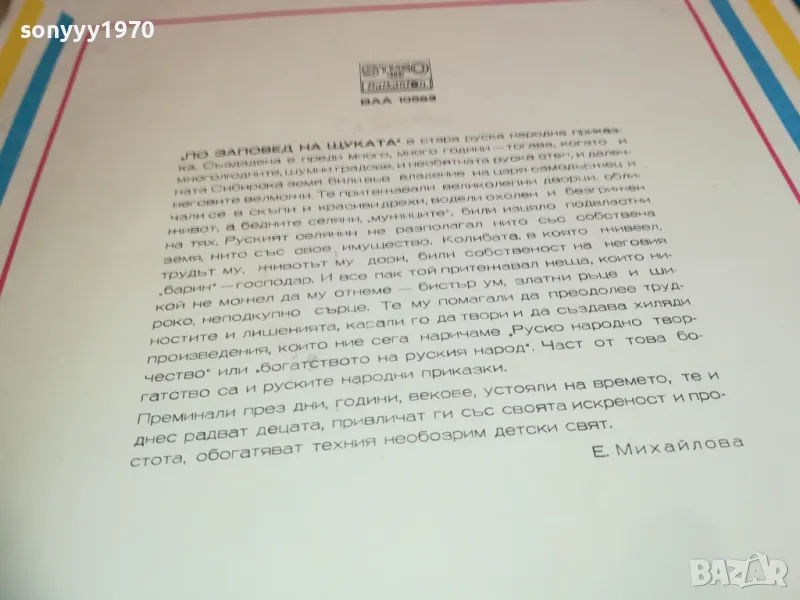 sonyyy1970
STEREO
Balkanton
ВАА 10583
„ПО ЗАПОВЕД НА ЩУКАТА“ е стара руска народна приказ-
ка. Създадена е преди много, много години – тогава, когато и
многолюдните, шумни градове, и необятната руска степ, и далеч-
ната Сибирска земя били във владение на царя самодържец и
неговите велможи. Те притежавали великолепни дворци, обли-
чали се в скъпи и красиви дрехи, водели охолен и безгрижен
живот, а бедните селяни, „мужиците“, били изцяло подвластни
на тях. Руският селянин не разполагал нито със собствена
земя, нито със свое имущество. Колибата, в която живеел,
трудът му, животът му дори, били собственост на неговия
„барин“ – господар. И все пак той притежавал неща, които ни-
кой не можел да му отнеме – бистър ум, златни ръце и ши-
роко, неподкупно сърце. Те му помагали да преодолее труд-
ностите и лишенията, карали го да твори и да създава хиляди
произведения, които ние сега наричаме „Руско народно твор-
чество“ или „богатството на руския народ“. Част от това бо-
гатство са и руските народни приказки.
Преминали през дни, години, векове, устояли на времето, те и
днес радват децата, привличат ги със своята искреност и про-
стота, обогатяват техния необозрим детски свят.
Е. Михайлова
BAZAR
bazar.bg